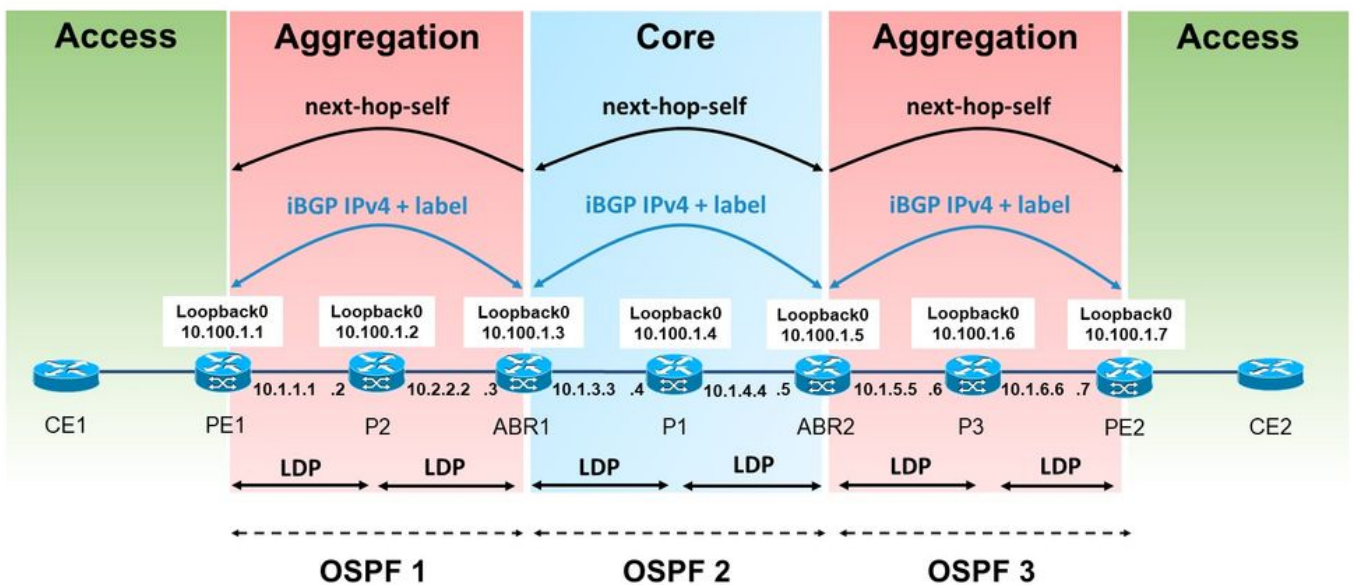 Access
Aggregation
Core
Aggregation
Access
next-hop-self
next-hop-self
next-hop-self
iBGP IPv4 + label
iBGP IPv4 + label
iBGP IPv4 + label
Loopback0
10.100.1.1
Loopback0
10.100.1.2
Loopback0
10.100.1.3
Loopback0
10.100.1.4
Loopback0
10.100.1.5
Loopback0
10.100.1.6
Loopback0
10.100.1.7
10.1.1.1 .2
10.2.2.2 .3
10.1.3.3 .4
10.1.4.4 .5
10.1.5.5 .6
10.1.6.6 .7
CE1
PE1
P2
ABR1
P1
ABR2
P3
PE2
CE2
LDP
LDP
LDP
LDP
LDP
LDP
OSPF 1
OSPF 2
OSPF 3